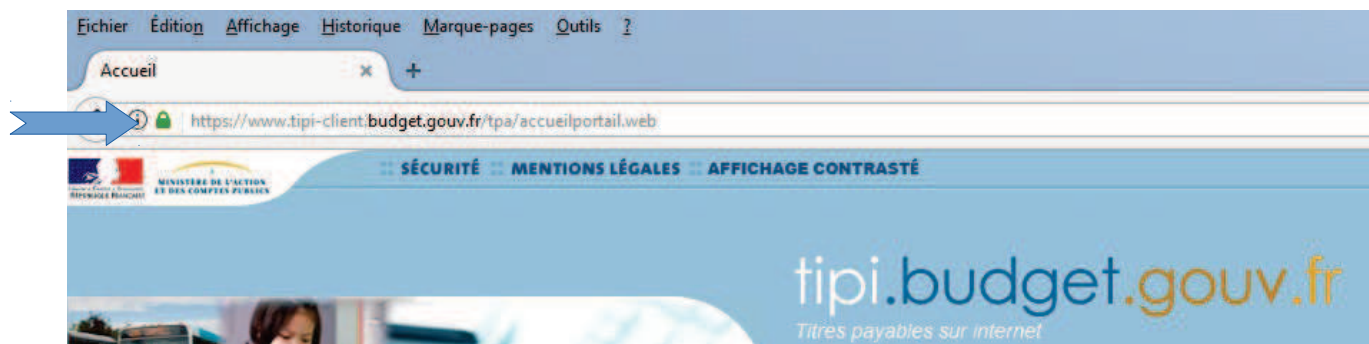 Fichier Édition Affichage Historique Marque-pages Outils ?
Accueil
https://www.tipi-client.budget.gouv.fr/tpa/accueilportail.web
SÉCURITÉ :: MENTIONS LÉGALES :: AFFICHAGE CONTRASTÉ
MINISTÈRE DE L'ACTION
ET DES COMPTES PUBLICS
RÉPUBLIQUE FRANÇAISE
tipi.budget.gouv.fr
Titres payables sur internet